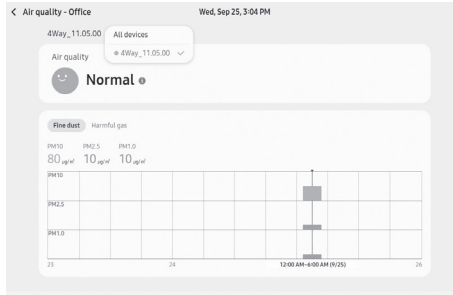 Air quality - Office
Wed, Sep 25, 3:04 PM
4Way_11.05.00
All devices
4Way_11.05.00
Air quality
Normal
Fine dust Harmful gas
PM10 PM2.5 PM1.0
80 μg/㎥ 10 μg/㎥ 10 μg/㎥
PM10
PM2.5
PM1.0
23 24 12:00 AM-6:00 AM (9/25) 26